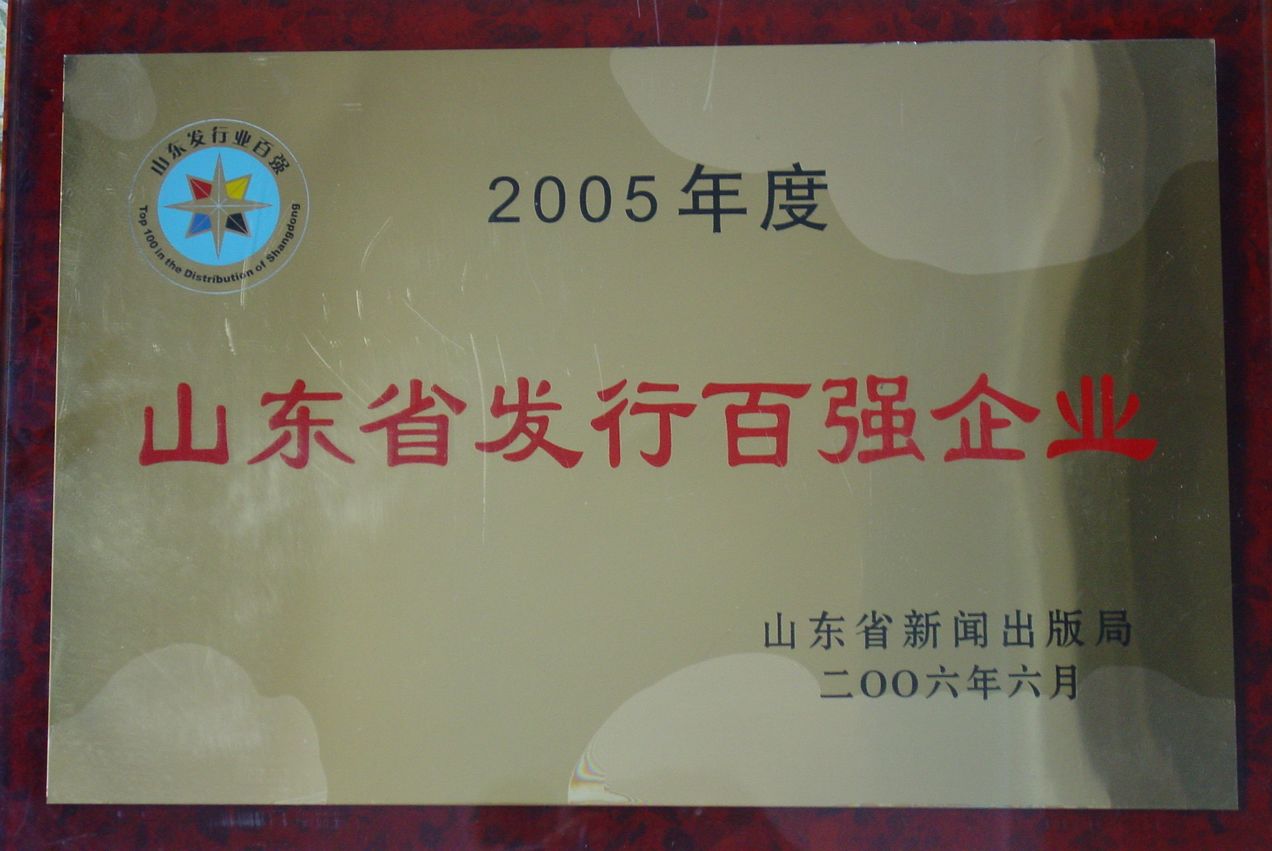 山东发行业百强
Top 100 in the Distribution of Shangdong
2005年度
山东省发行百强企业
山东省新闻出版局
二OO六年六月